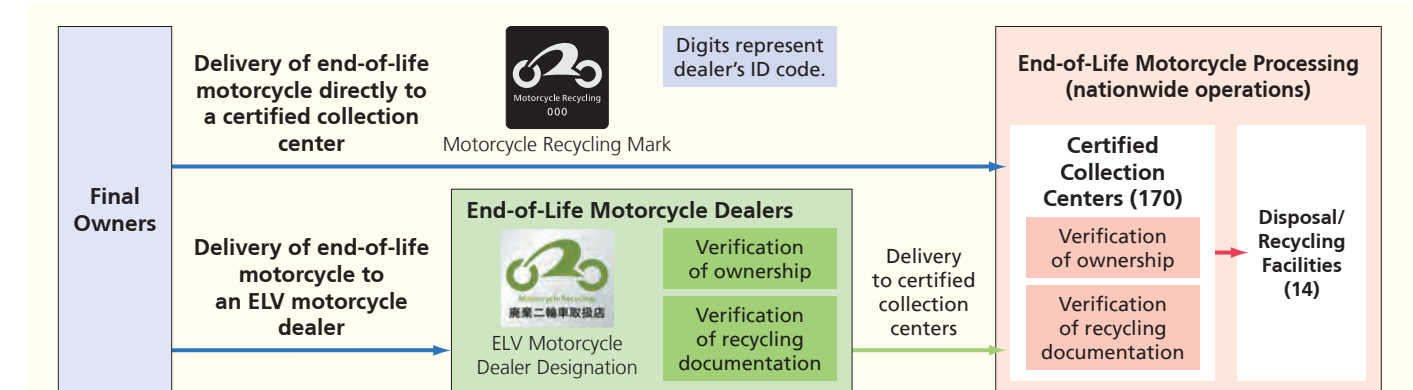 Final
Owners
Delivery of end-of-life
motorcycle directly to
a certified collection
center
Motorcycle Recycling
000
Motorcycle Recycling Mark
Digits represent
dealer's ID code.
Delivery of end-of-life
motorcycle to
an ELV motorcycle
dealer
End-of-Life Motorcycle Dealers
Motorcycle Recycling
廃棄二輪車取扱店
ELV Motorcycle
Dealer Designation
Verification
of ownership
Verification
of recycling
documentation
Delivery
to certified
collection
centers
End-of-Life Motorcycle Processing
(nationwide operations)
Certified
Collection
Centers (170)
Verification
of ownership
Verification
of recycling
documentation
Disposal/
Recycling
Facilities
(14)